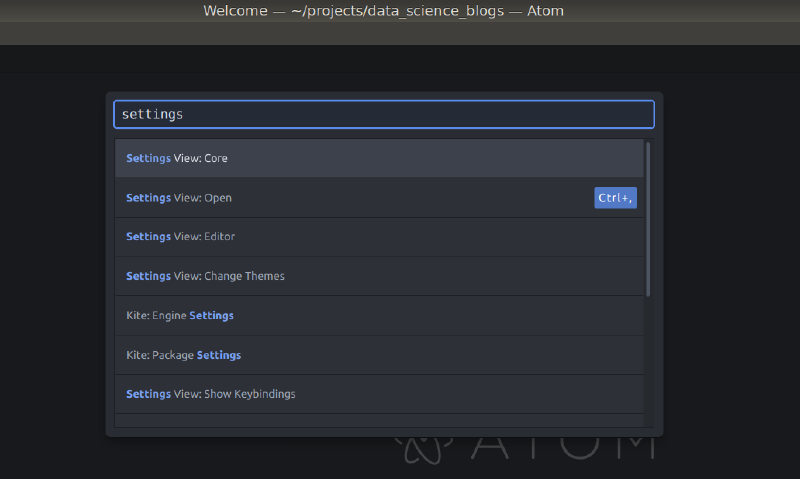 Welcome — ~/projects/data_science_blogs — Atom
settings
Settings View: Core
Settings View: Open Ctrl+,
Settings View: Editor
Settings View: Change Themes
Kite: Engine Settings
Kite: Package Settings
Settings View: Show Keybindings
ATOM